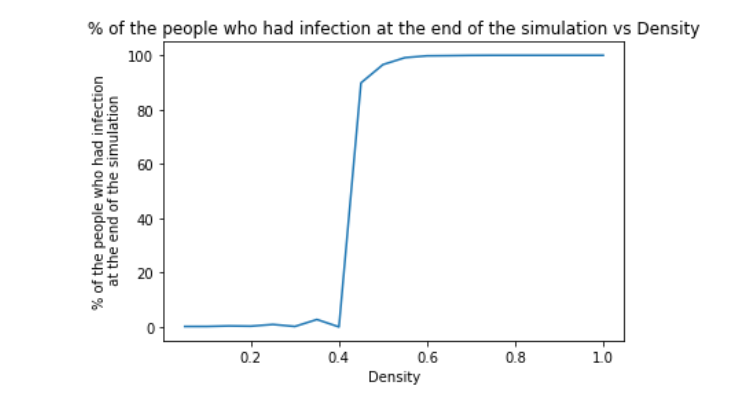 % of the people who had infection at the end of the simulation vs Density
% of the people who had infection
at the end of the simulation
100
80
60
40
20
0
0.2
0.4
0.6
0.8
1.0
Density